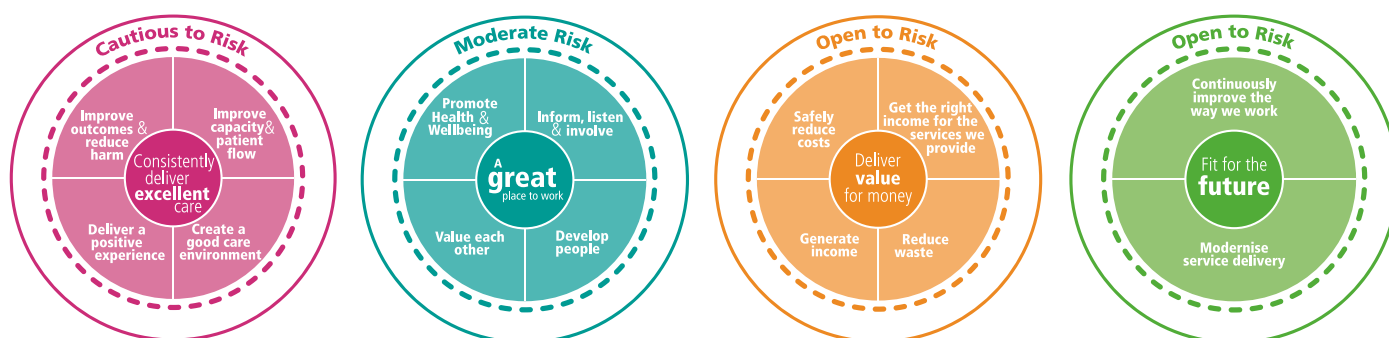 Cautious to Risk
Improve
outcomes &
reduce
harm
Improve
capacity &
patient
flow
Consistently
deliver
excellent
care
Deliver a
positive
experience
Create a
good care
environment
Moderate Risk
Promote
Health &
Wellbeing
Inform, listen
& involve
A
great
place to work
Value each
other
Develop
people
Open to Risk
Safely
reduce
costs
Get the right
income for the
services we
provide
Deliver
value
for money
Generate
income
Reduce
waste
Open to Risk
Continuously
improve the
way we work
Fit for the
future
Modernise
service delivery